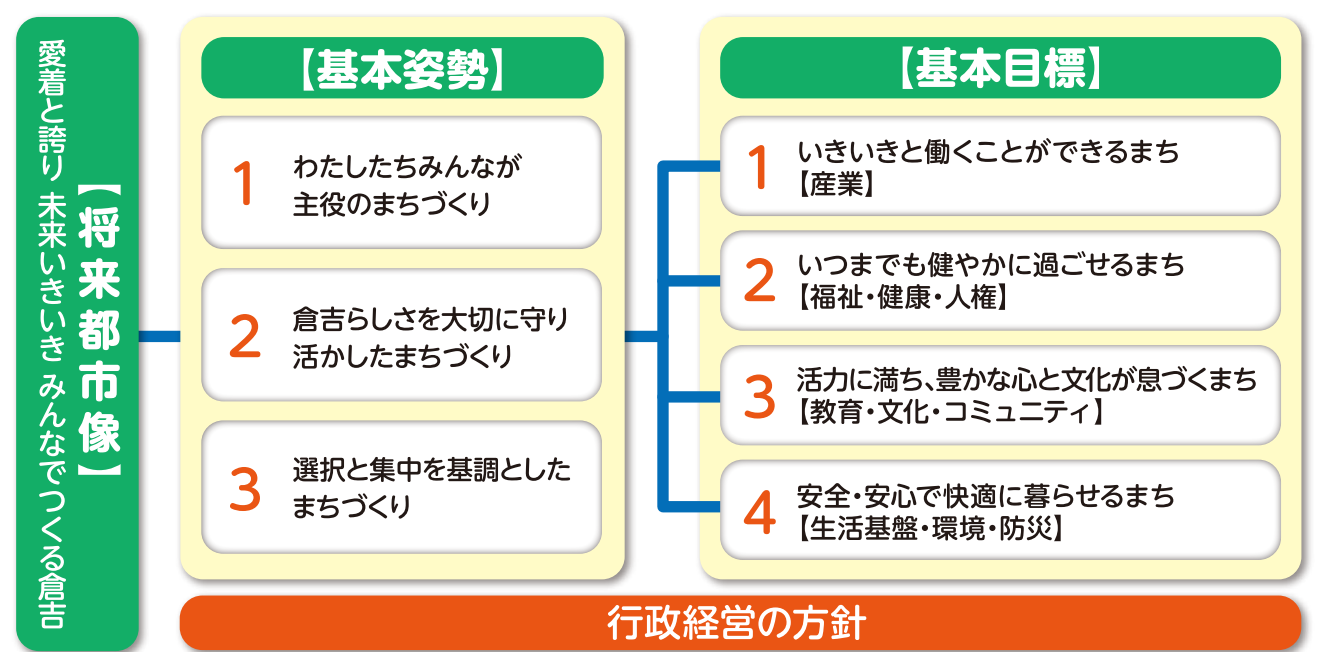 【将来都市像】
愛着と誇り 未来いきいき みんなでつくる倉吉
【基本姿勢】
1
わたしたちみんなが
主役のまちづくり
2
倉吉らしさを大切に守り
活かしたまちづくり
3
選択と集中を基調とした
まちづくり
【基本目標】
1
いきいきと働くことができるまち
【産業】
2
いつまでも健やかに過ごせるまち
【福祉・健康・人権】
3
活力に満ち、豊かな心と文化が息づくまち
【教育・文化・コミュニティ】
4
安全・安心で快適に暮らせるまち
【生活基盤・環境・防災】
行政経営の方針